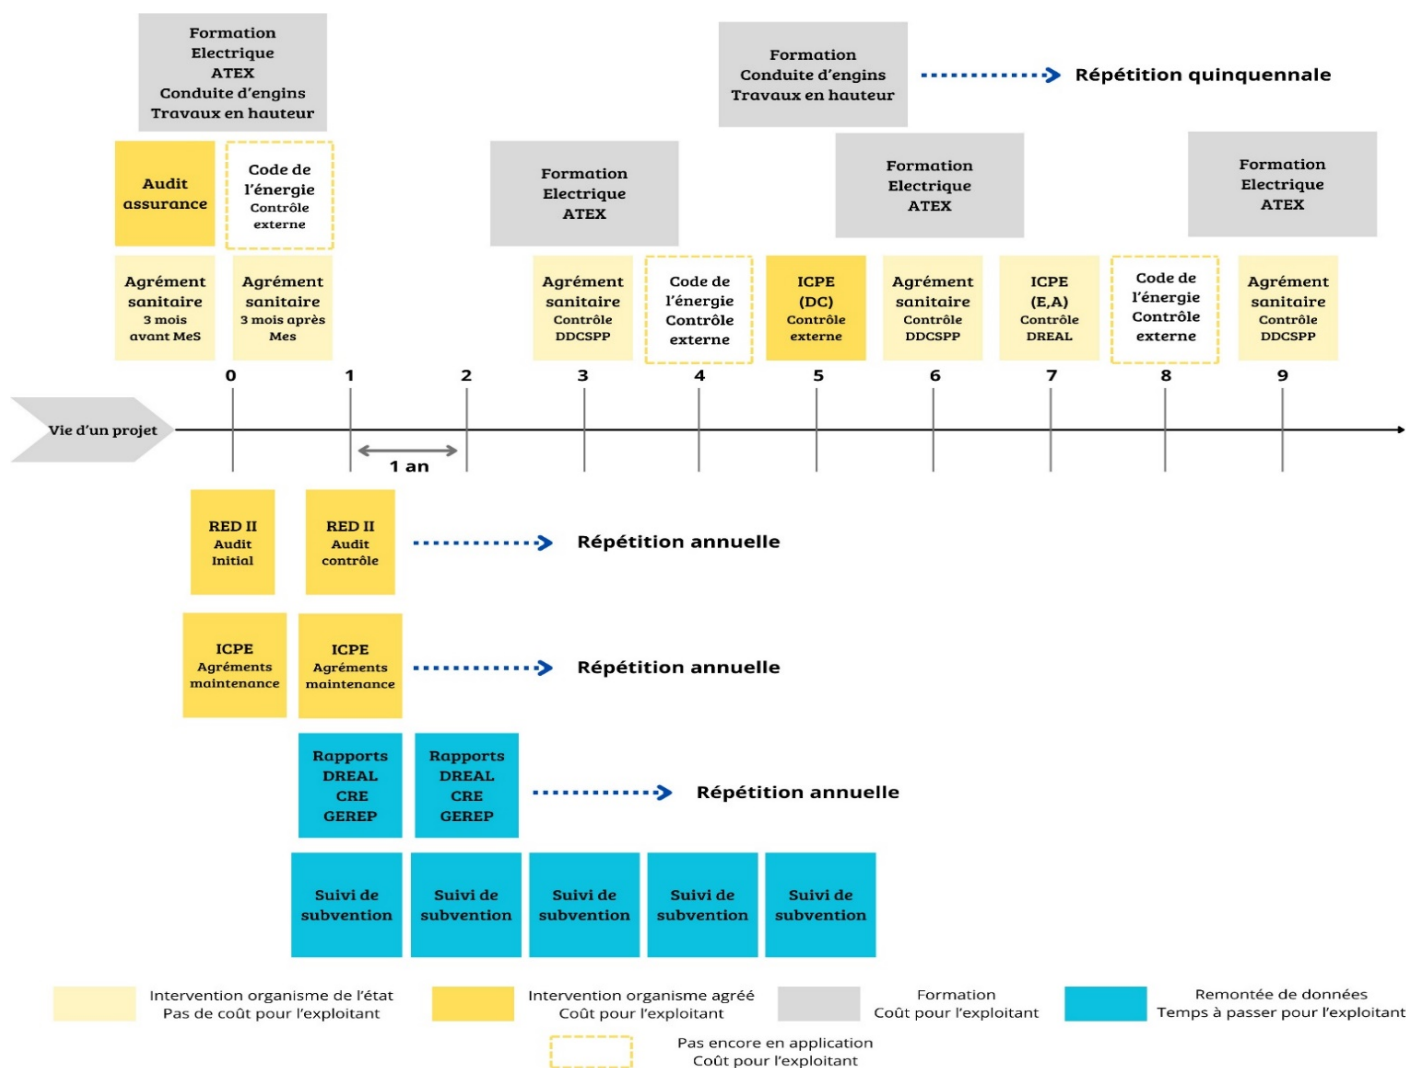 Formation
Electrique
ATEX
Conduite d'engins
Travaux en hauteur
Formation
Conduite d'engins
Travaux en hauteur
Répétition quinquennale
Audit
assurance
Code de
l'énergie
Contrôle
externe
Formation
Electrique
ATEX
Formation
Electrique
ATEX
Formation
Electrique
ATEX
Agrément
sanitaire
3 mois
avant MeS
Agrément
sanitaire
3 mois après
Mes
Agrément
sanitaire
Contrôle
DDCSPP
Code de
l'énergie
Contrôle
externe
ICPE
(DC)
Contrôle
externe
Agrément
sanitaire
Contrôle
DDCSPP
ICPE
(E,A)
Contrôle
DREAL
Code de
l'énergie
Contrôle
externe
Agrément
sanitaire
Contrôle
DDCSPP
0 1 2 3 4 5 6 7 8 9
Vie d'un projet
1 an
RED II
Audit
Initial
RED II
Audit
contrôle
Répétition annuelle
ICPE
Agréments
maintenance
ICPE
Agréments
maintenance
Répétition annuelle
Rapports
DREAL
CRE
GEREP
Rapports
DREAL
CRE
GEREP
Répétition annuelle
Suivi de
subvention
Suivi de
subvention
Suivi de
subvention
Suivi de
subvention
Suivi de
subvention
Intervention organisme de l'état
Pas de coût pour l'exploitant
Intervention organisme agréé
Coût pour l'exploitant
Formation
Coût pour l'exploitant
Remontée de données
Temps à passer pour l'exploitant
Pas encore en application
Coût pour l'exploitant